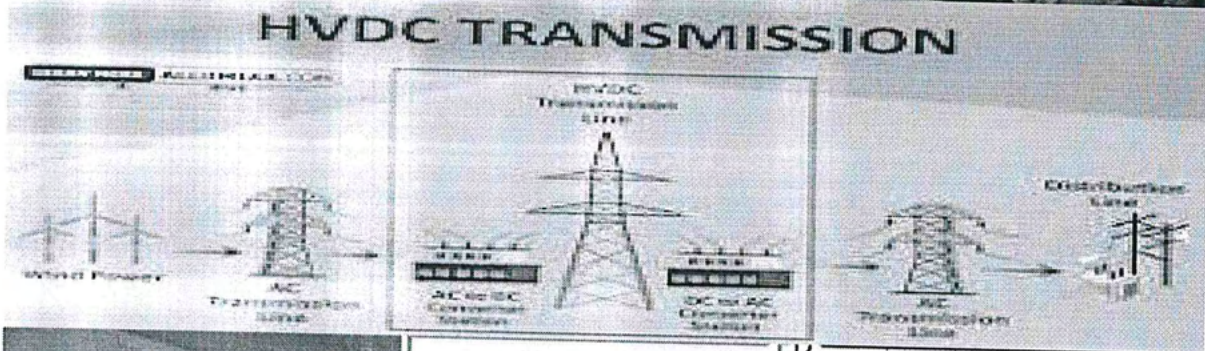 HVDC TRANSMISSION
HVDC
Transmission
Line
Distribution
Line
Wind Power
AC
Transmission
Line
AC to DC
Converter
Station
DC to AC
Converter
Station
AC
Transmission
Line